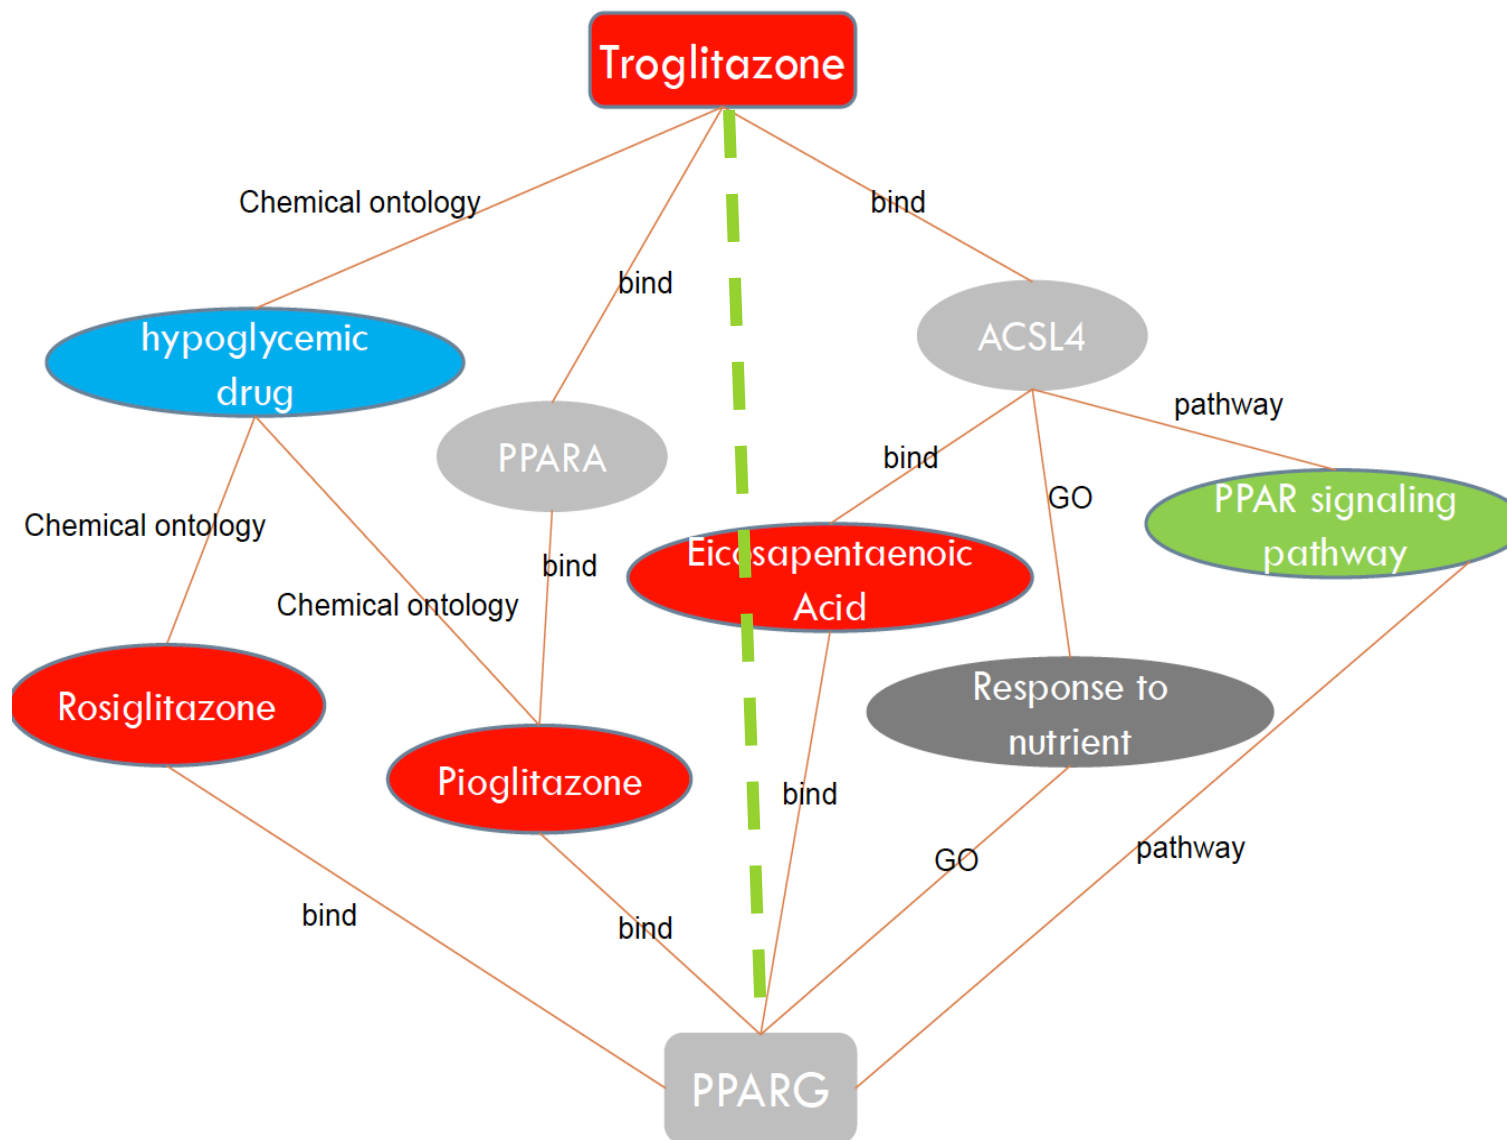 Troglitazone
Chemical ontology
bind
bind
hypoglycemic
drug
ACSL4
pathway
PPARA
bind
GO
PPAR signaling
pathway
Chemical ontology
bind
Eicosapentaenoic
Acid
Chemical ontology
Rosiglitazone
Response to
nutrient
Pioglitazone
bind
GO
pathway
bind
bind
PPARG